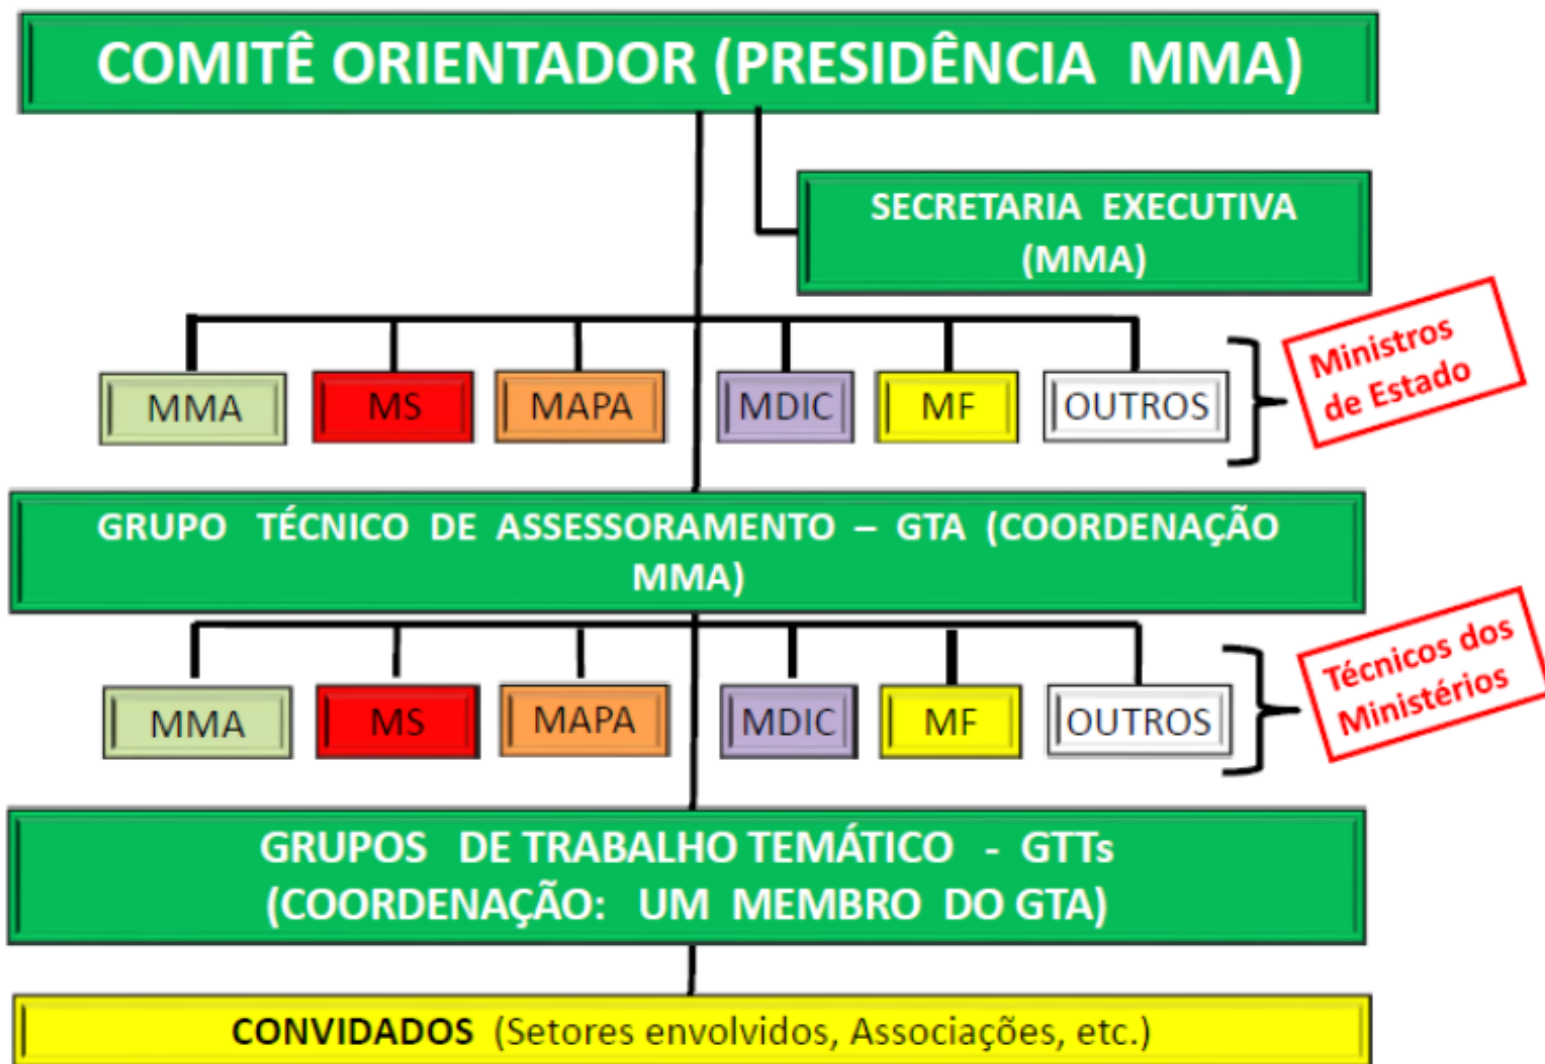 COMITÊ ORIENTADOR (PRESIDÊNCIA MMA)
SECRETARIA EXECUTIVA
(MMA)
MMA
MS
MAPA
MDIC
MF
OUTROS
Ministros
de Estado
GRUPO TÉCNICO DE ASSESSORAMENTO – GTA (COORDENAÇÃO
MMA)
MMA
MS
MAPA
MDIC
MF
OUTROS
Técnicos dos
Ministérios
GRUPOS DE TRABALHO TEMÁTICO - GTTs
(COORDENAÇÃO: UM MEMBRO DO GTA)
CONVIDADOS (Setores envolvidos, Associações, etc.)